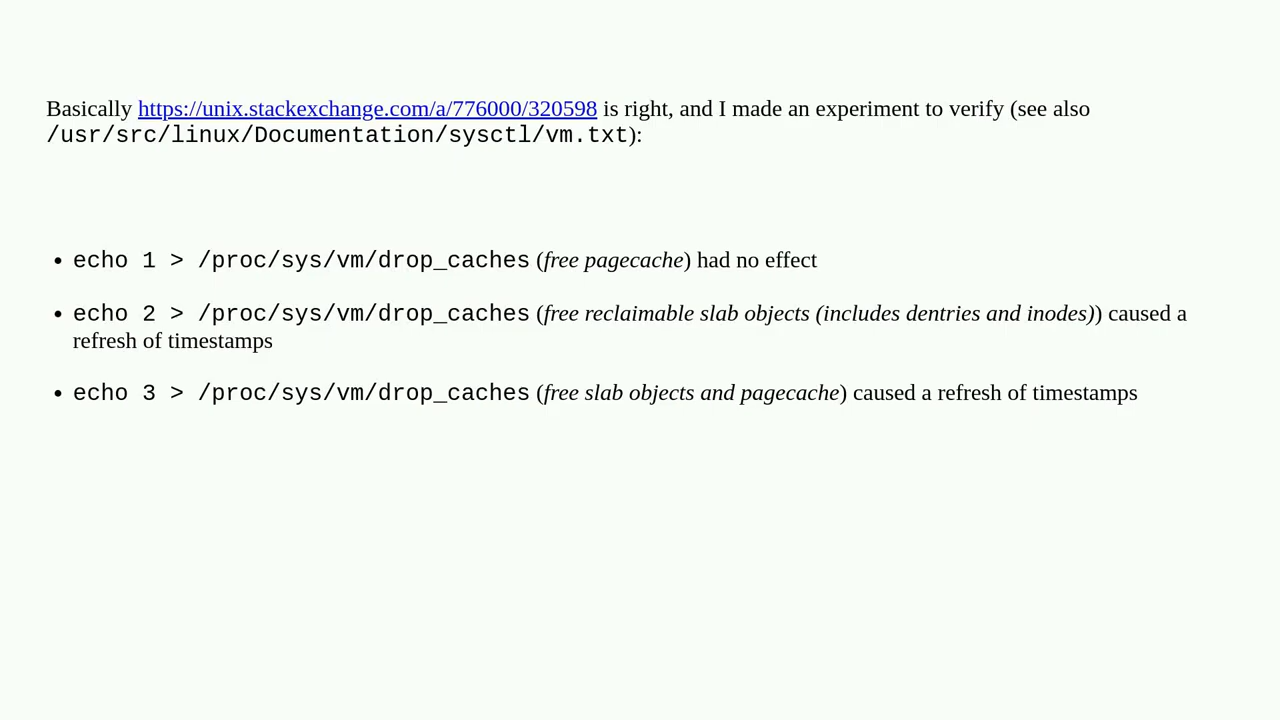 Basically https://unix.stackexchange.com/a/776000/320598 is right, and I made an experiment to verify (see also
/usr/src/linux/Documentation/sysctl/vm.txt):
• echo 1 > /proc/sys/vm/drop_caches (free pagecache) had no effect
• echo 2 > /proc/sys/vm/drop_caches (free reclaimable slab objects (includes dentries and inodes)) caused a
refresh of timestamps
• echo 3 > /proc/sys/vm/drop_caches (free slab objects and pagecache) caused a refresh of timestamps